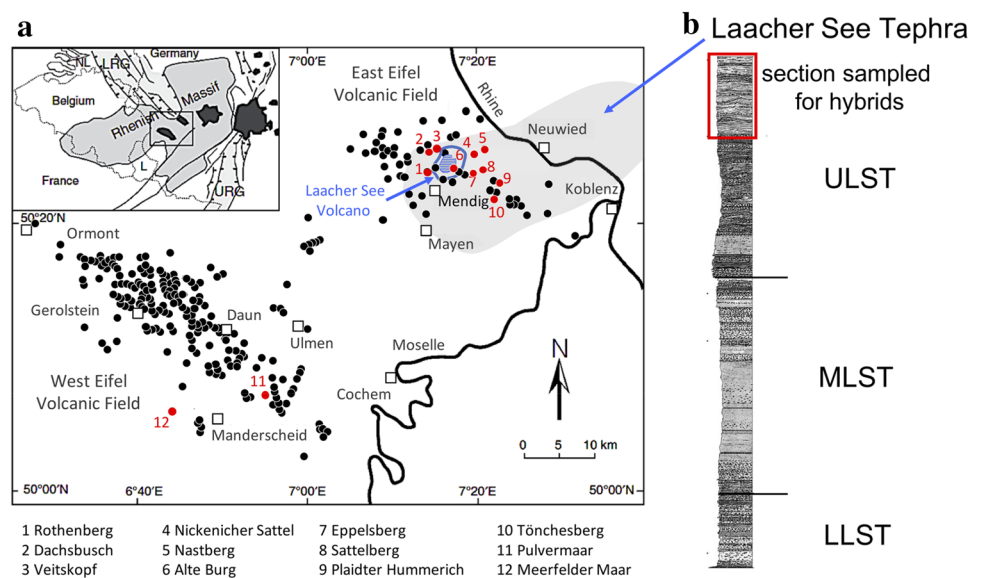 a
b
Laacher See Tephra
section sampled
for hybrids
ULST
MLST
LLST
7°00′
7°20′
NL
LRG
Germany
Belgium
Rhenish Massif
France
L
URG
East Eifel
Volcanic Field
Rhine
Neuwied
2
3
4
5
1
6
7
8
9
10
Koblenz
Laacher See
Volcano
Mendig
Mayen
50°20′N
Ormont
Gerolstein
Daun
Ulmen
Moselle
Cochem
West Eifel
Volcanic Field
11
12
Manderscheid
N
0 5 10 km
50°00′N
6°40′E
7°00′E
7°20′E
50°00′N
1 Rothenberg
2 Dachsbusch
3 Veitskopf
4 Nickenicher Sattel
5 Nastberg
6 Alte Burg
7 Eppelsberg
8 Sattelberg
9 Plaidter Hummerich
10 Tönchesberg
11 Pulvermaar
12 Meerfelder Maar